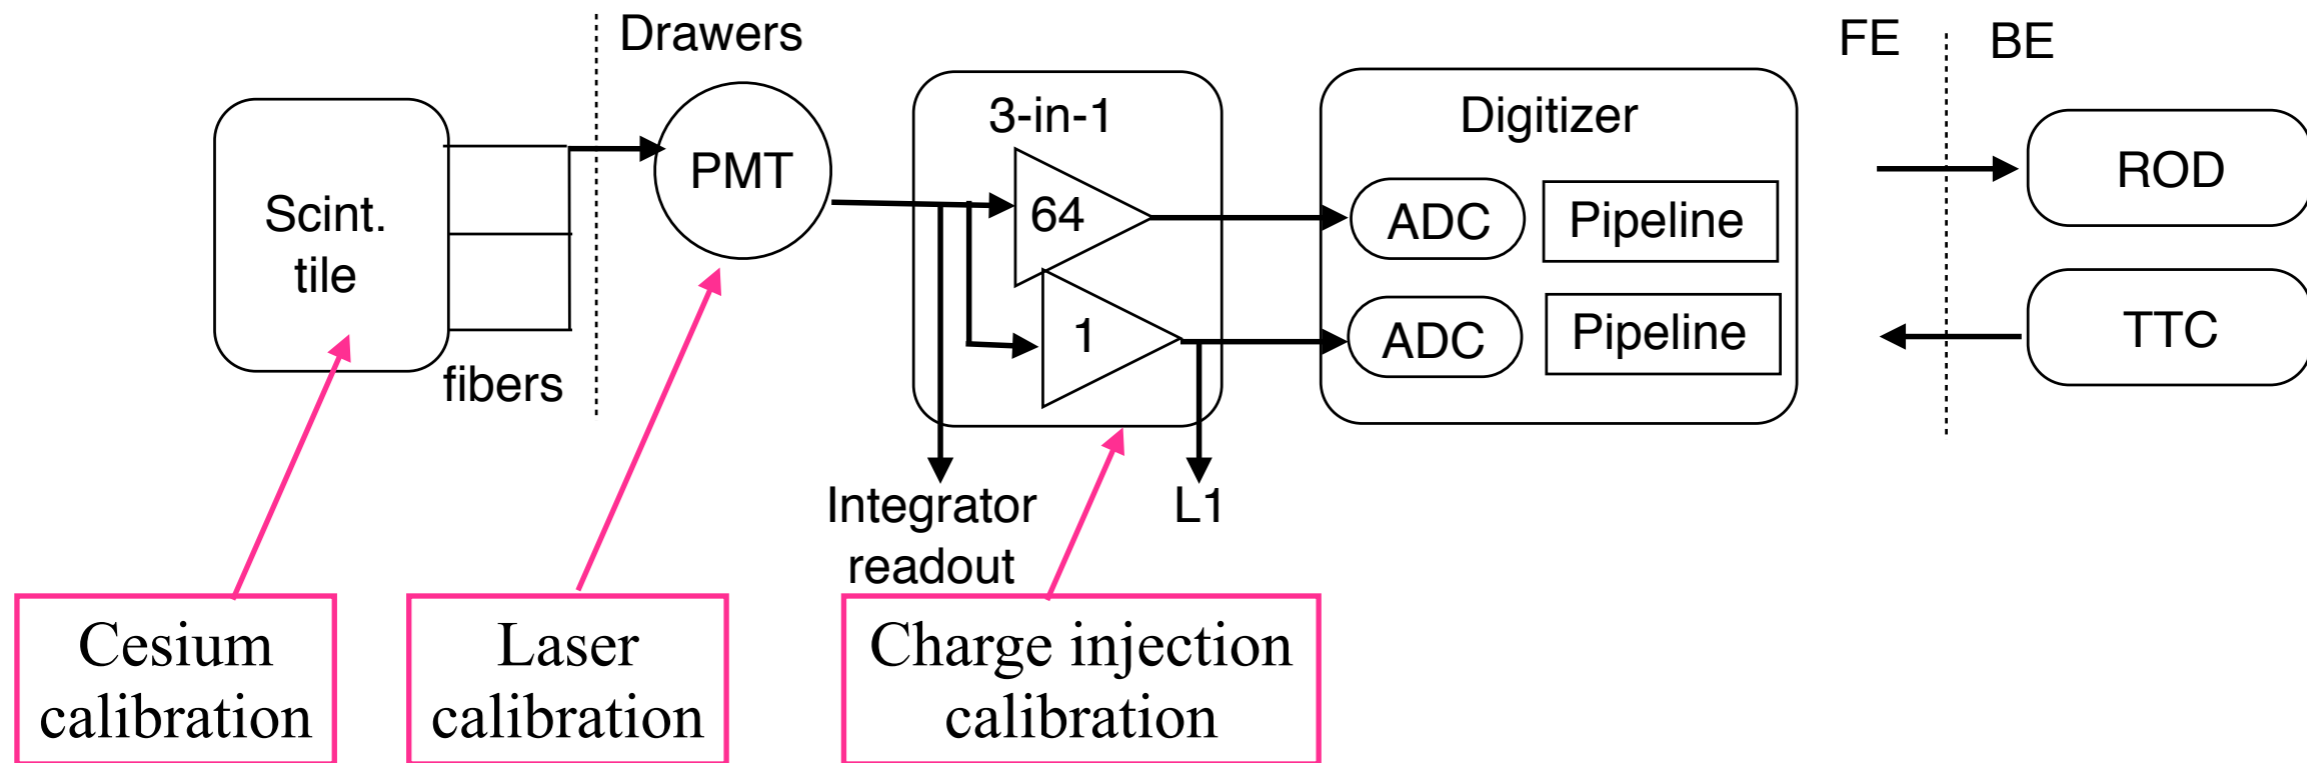 Drawers
FE
BE
Scint.
tile
fibers
PMT
3-in-1
64
1
Digitizer
ADC
Pipeline
ADC
Pipeline
ROD
TTC
Integrator
readout
L1
Cesium
calibration
Laser
calibration
Charge injection
calibration